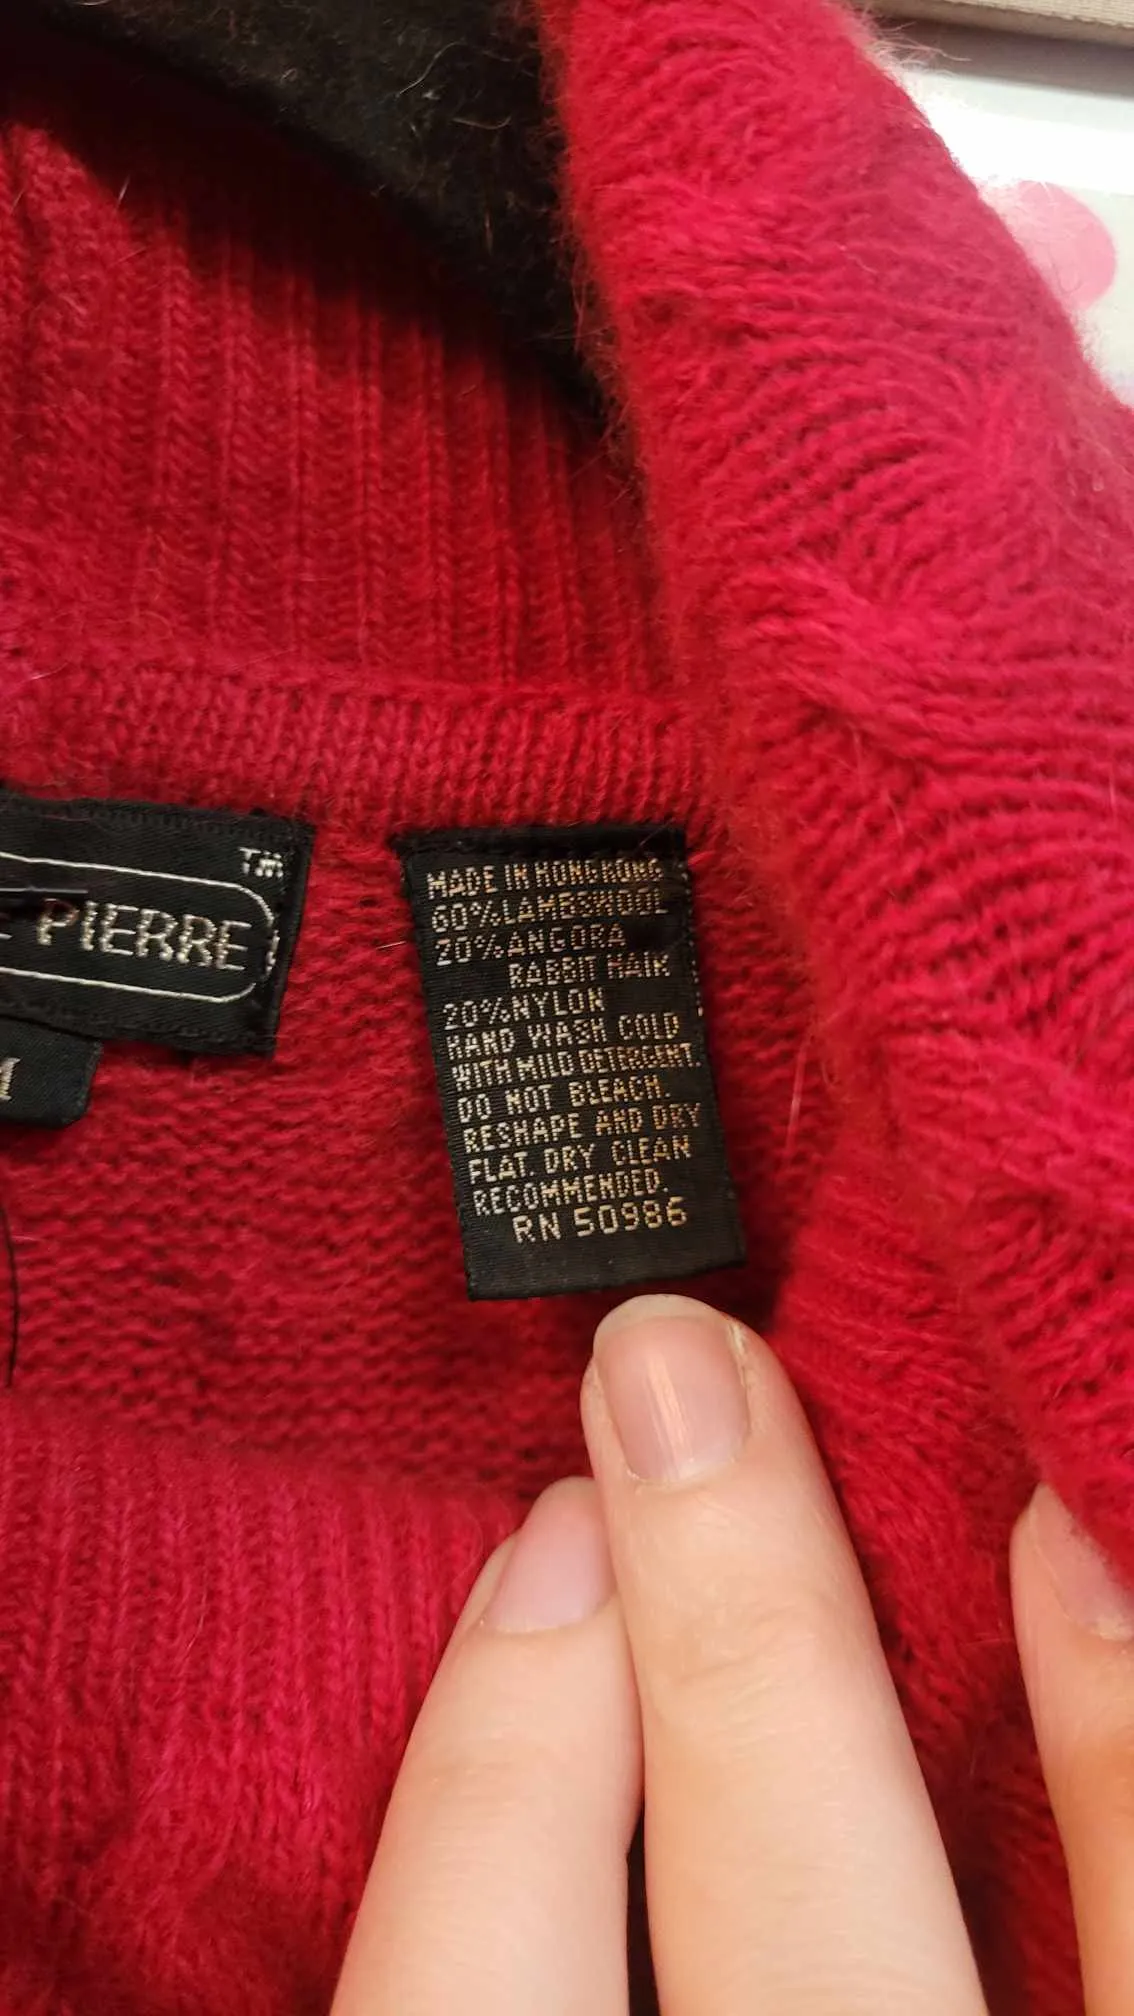 TM
PIERRE
M
MADE IN HONG KONG
60% LAMBSWOOL
20% ANGORA
RABBIT HAIR
20% NYLON
HAND WASH COLD
WITH MILD DETERGENT.
DO NOT BLEACH.
RESHAPE AND DRY
FLAT. DRY CLEAN
RECOMMENDED.
RN 50986